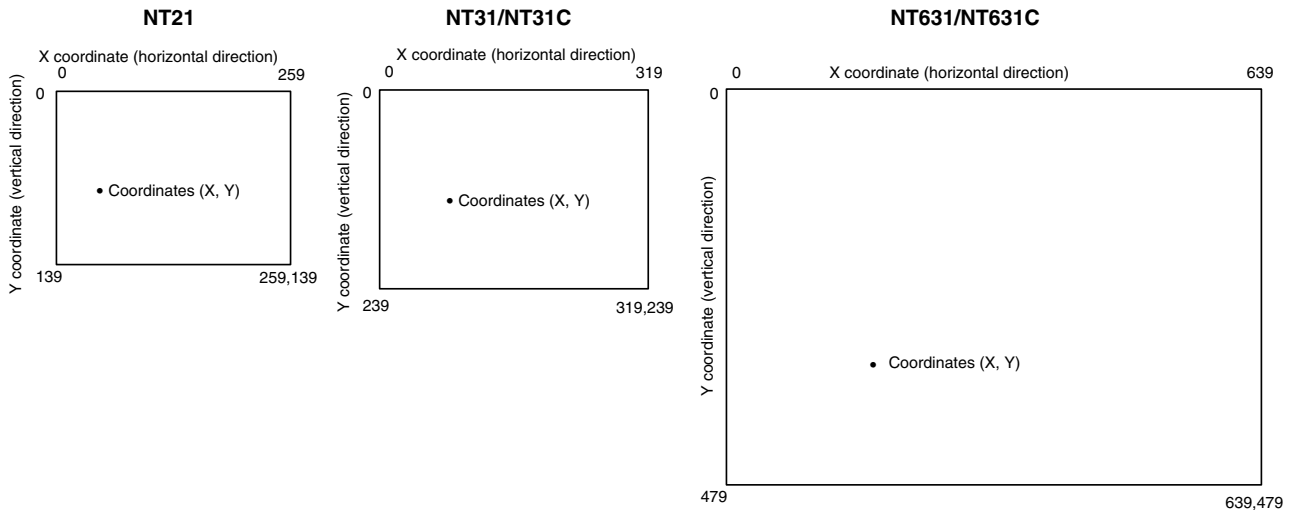 NT21
X coordinate (horizontal direction)
0
259
0
Y coordinate (vertical direction)
Coordinates (X, Y)
139
259,139
NT31/NT31C
X coordinate (horizontal direction)
0
319
0
Y coordinate (vertical direction)
Coordinates (X, Y)
239
319,239
NT631/NT631C
0
X coordinate (horizontal direction)
639
0
Y coordinate (vertical direction)
Coordinates (X, Y)
479
639,479